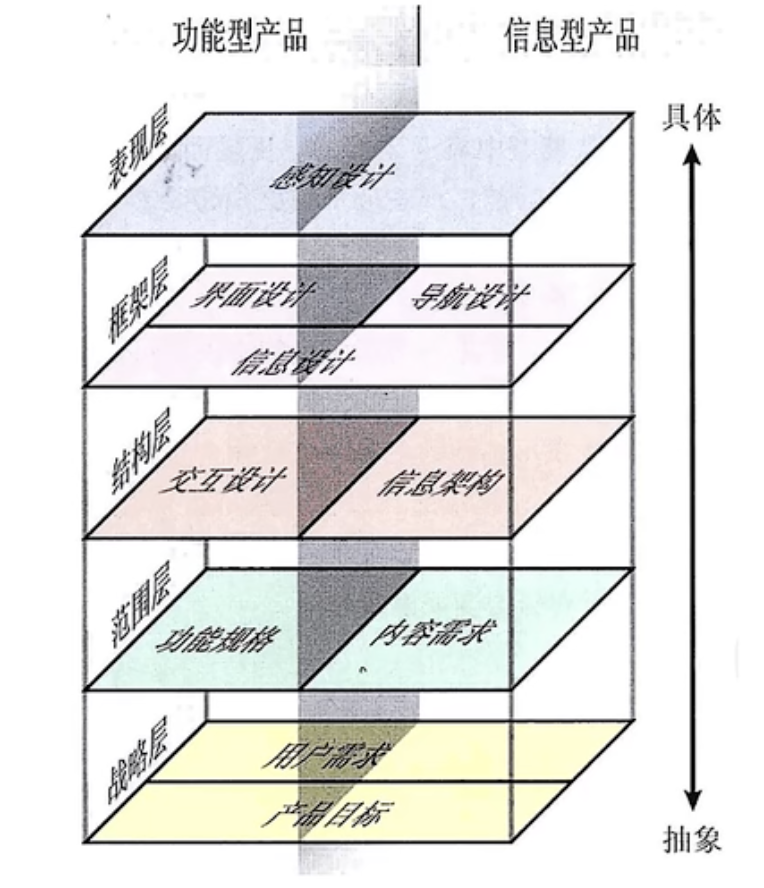 功能型产品 信息型产品
具体
表现层
感知设计
框架层
界面设计 导航设计
信息设计
结构层
交互设计 信息架构
范围层
功能规格 内容需求
战略层
用户需求
产品目标
抽象